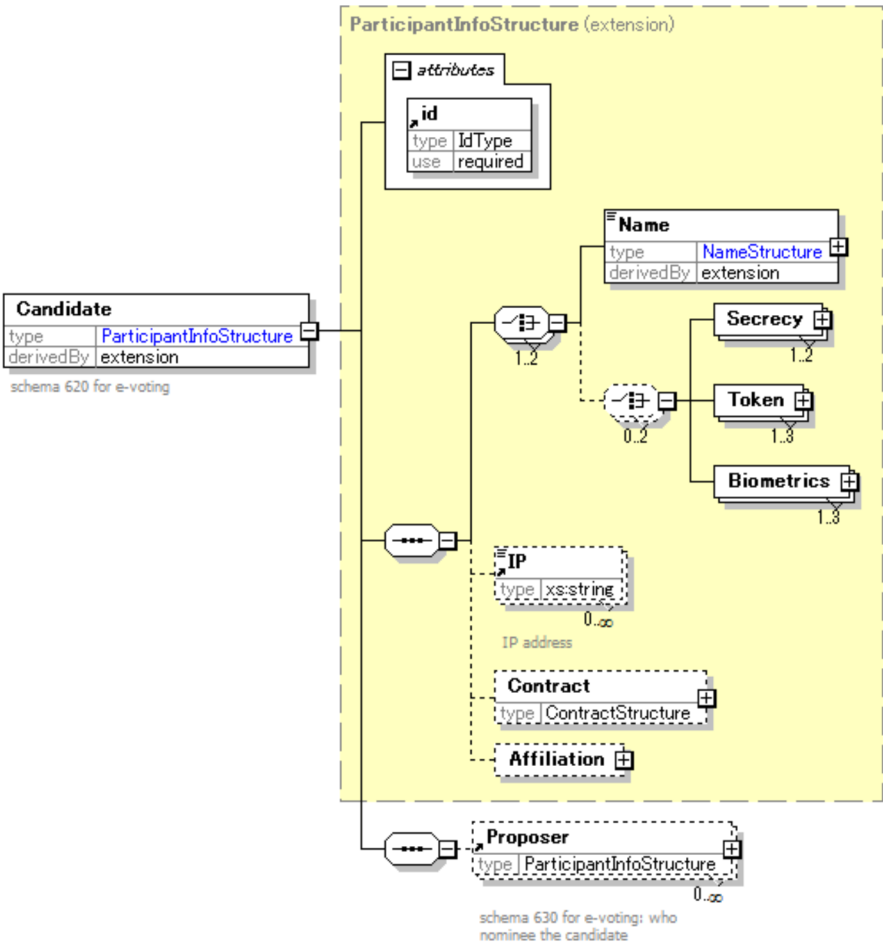 ParticipantInfoStructure (extension)
attributes
id
type IdType
use required
Name
type NameStructure
derivedBy extension
Candidate
type ParticipantInfoStructure
derivedBy extension
schema 620 for e-voting
1..2
Secrecy
1..2
0..2
Token
1..3
Biometrics
1..3
IP
type xs:string
0..∞
IP address
Contract
type ContractStructure
Affiliation
Proposer
type ParticipantInfoStructure
0..∞
schema 630 for e-voting: who
nominee the candidate